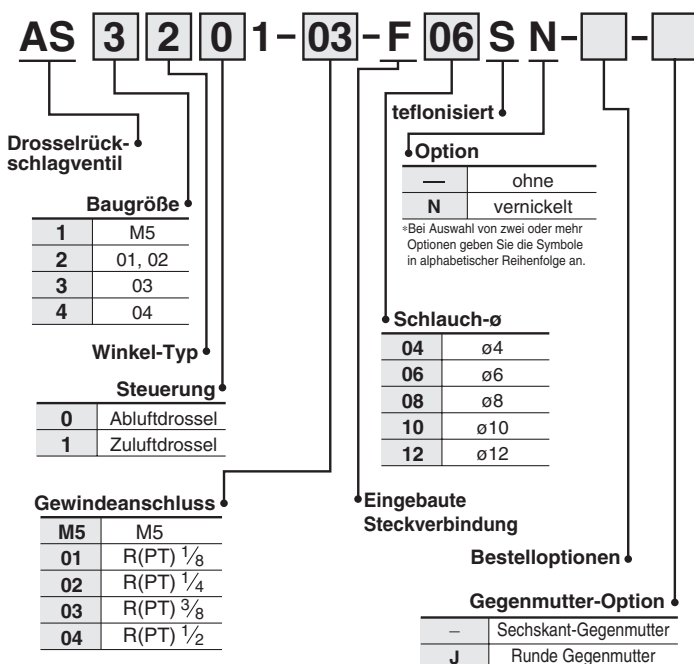 AS 3 2 0 1-03-F 06 S N-
Drosselrück-
schlagventil
Baugröße
1 M5
2 01, 02
3 03
4 04
Winkel-Typ
Steuerung
0 Abluftdrossel
1 Zuluftdrossel
Gewindeanschluss
M5 M5
01 R(PT) 1/8
02 R(PT) 1/4
03 R(PT) 3/8
04 R(PT) 1/2
teflonisiert
Option
— ohne
N vernickelt
*Bei Auswahl von zwei oder mehr
Optionen geben Sie die Symbole
in alphabetischer Reihenfolge an.
Schlauch-ø
04 ø4
06 ø6
08 ø8
10 ø10
12 ø12
Eingebaute
Steckverbindung
Bestelloptionen
Gegenmutter-Option
– Sechskant-Gegenmutter
J Runde Gegenmutter